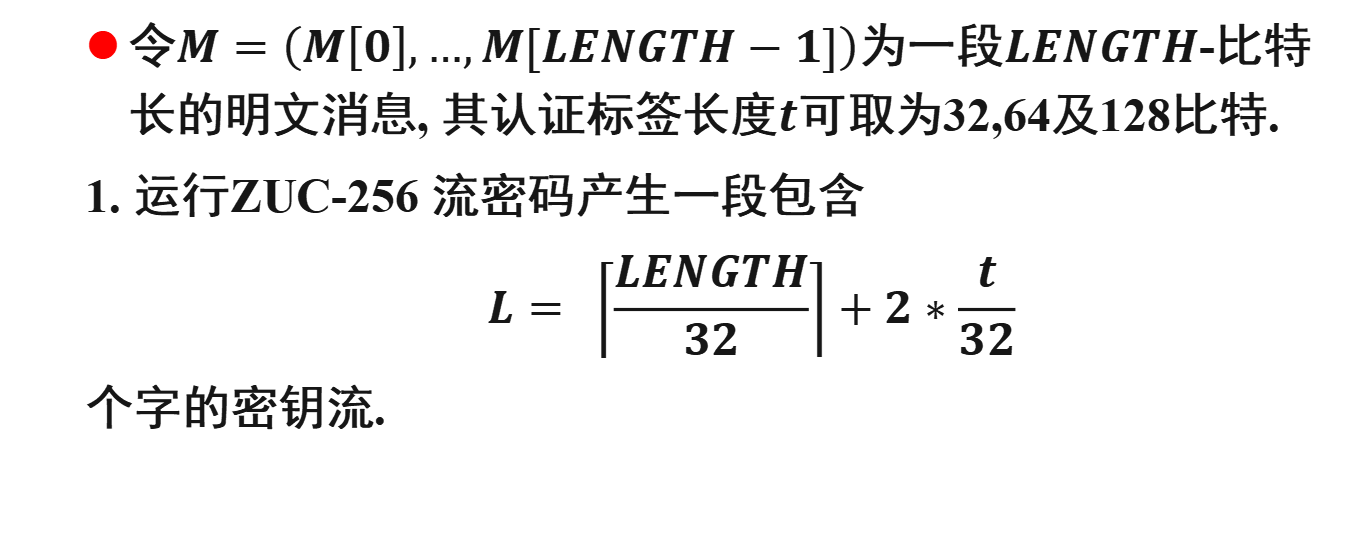 ● 令M = (M[0], …, M[LENGTH − 1])为一段LENGTH-比特
长的明文消息, 其认证标签长度t可取为32,64及128比特.
1. 运行ZUC-256 流密码产生一段包含
L = ⌈LENGTH/32⌉ + 2 * t/32
个字的密钥流.